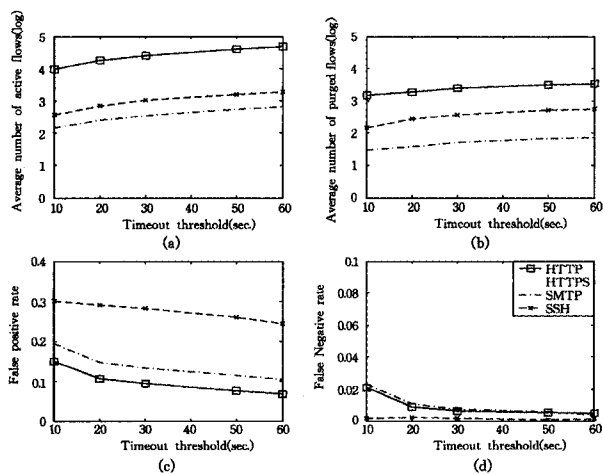 Average number of active flows(log)
5
4
3
2
1
0
10 20 30 40 50 60
Timeout threshold(sec.)
(a)
Average number of purged flows(log)
5
4
3
2
1
0
10 20 30 40 50 60
Timeout threshold(sec.)
(b)
False positive rate
0.4
0.3
0.2
0.1
0
10 20 30 40 50 60
Timeout threshold(sec.)
(c)
False Negative rate
0.1
0.08
0.06
0.04
0.02
0
10 20 30 40 50 60
Timeout threshold(sec.)
(d)
HTTP
HTTPS
SMTP
SSH